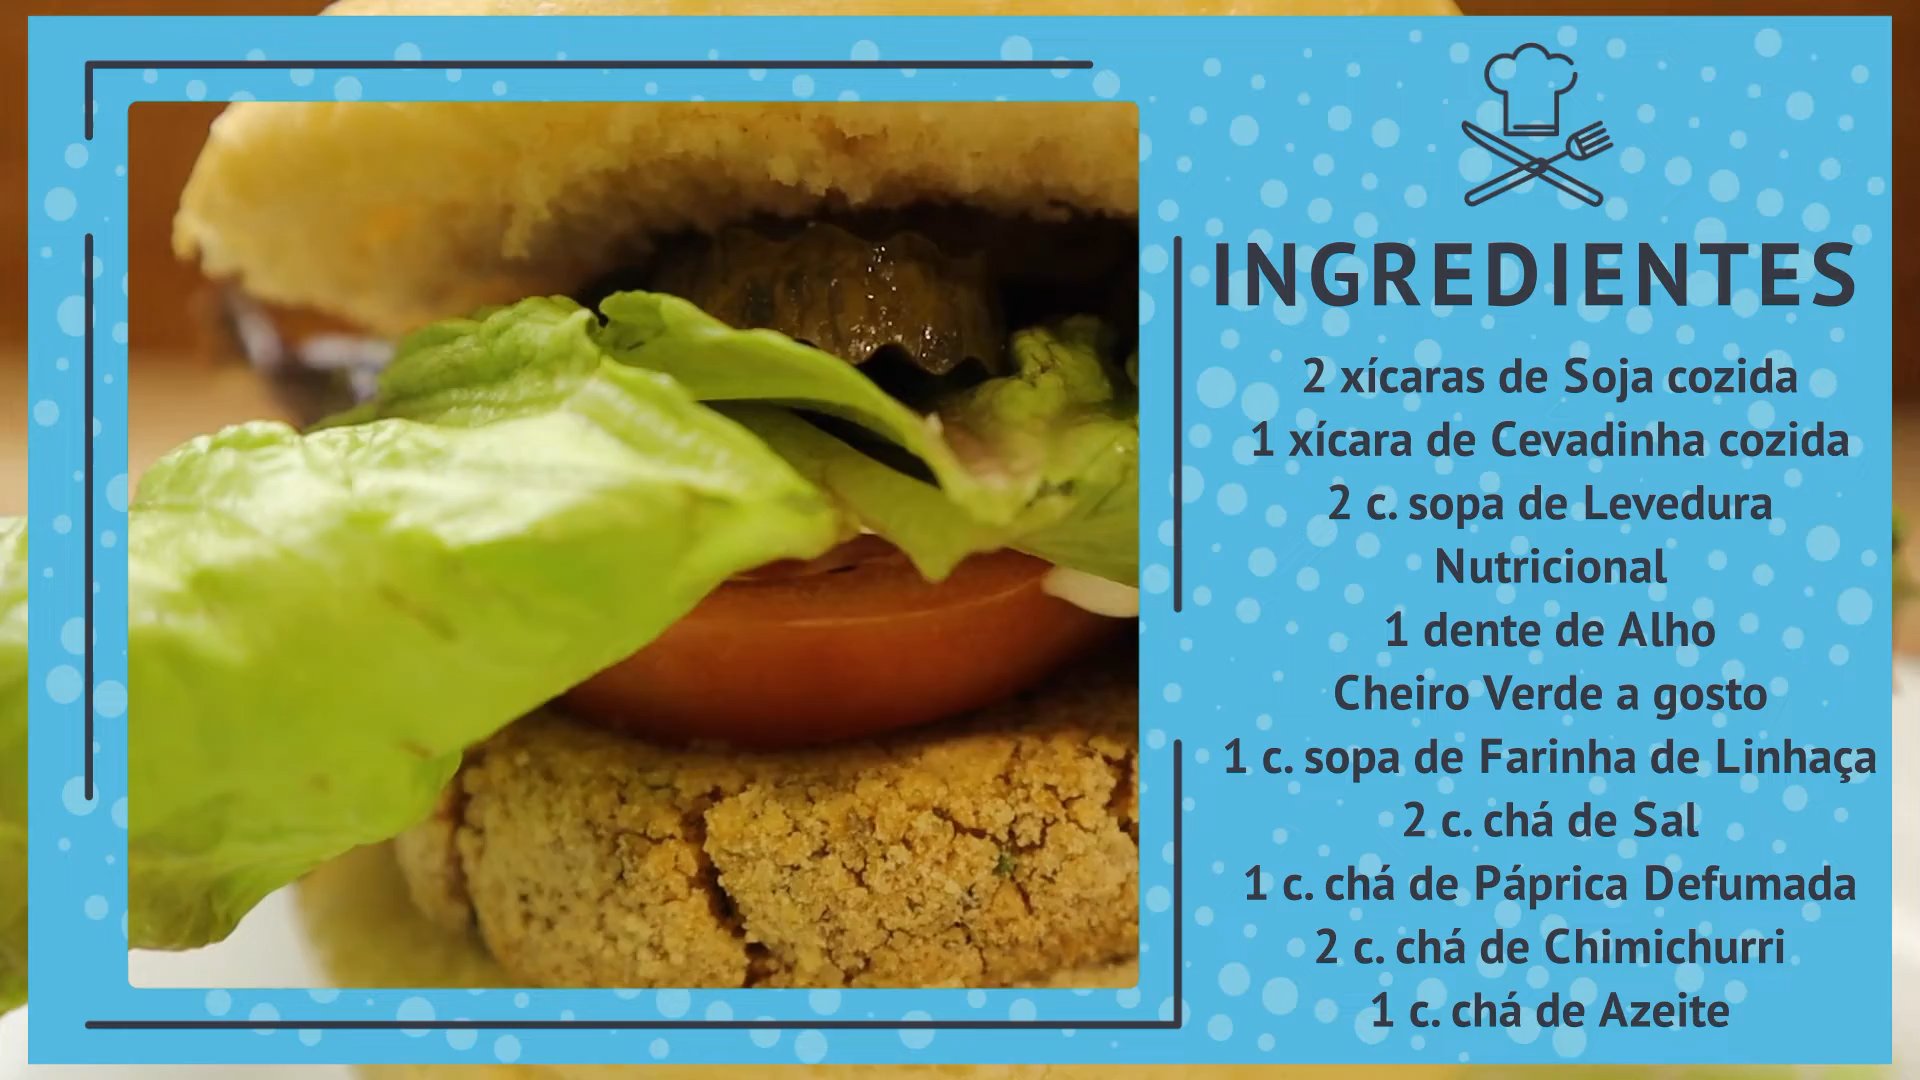 INGREDIENTES
2 xícaras de Soja cozida
1 xícara de Cevadinha cozida
2 c. sopa de Levedura
Nutricional
1 dente de Alho
Cheiro Verde a gosto
1 c. sopa de Farinha de Linhaça
2 c. chá de Sal
1 c. chá de Páprica Defumada
2 c. chá de Chimichurri
1 c. chá de Azeite